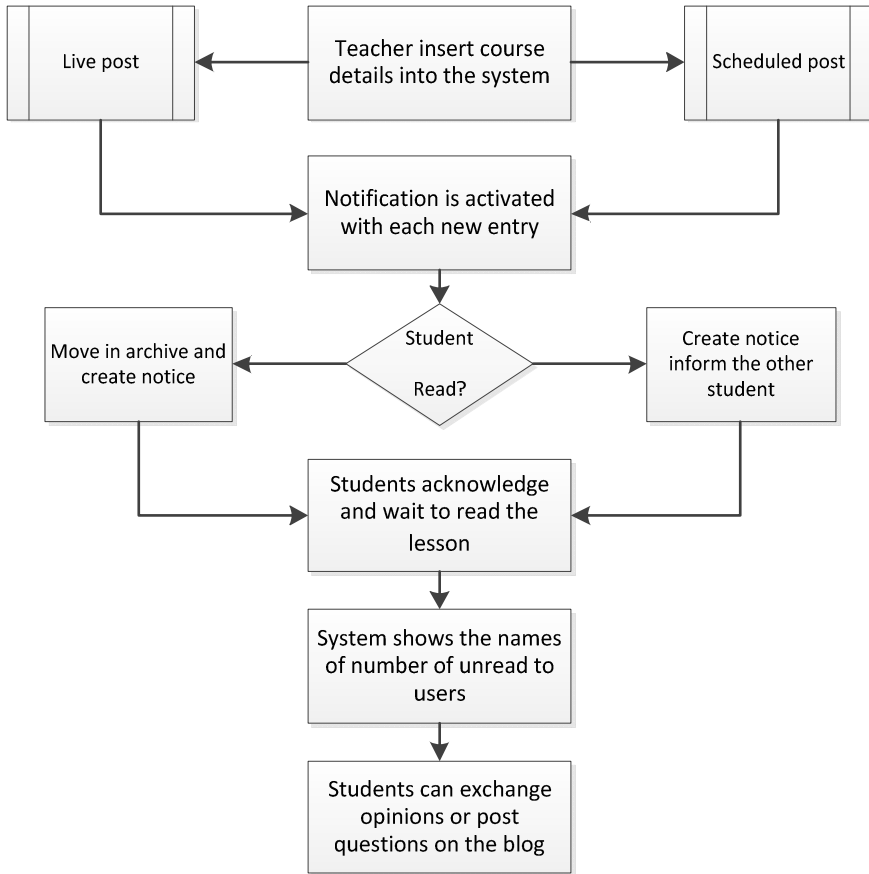 Live post
Teacher insert course
details into the system
Scheduled post
Notification is activated
with each new entry
Move in archive and
create notice
Student
Read?
Create notice
inform the other
student
Students acknowledge
and wait to read the
lesson
System shows the names
of number of unread to
users
Students can exchange
opinions or post
questions on the blog